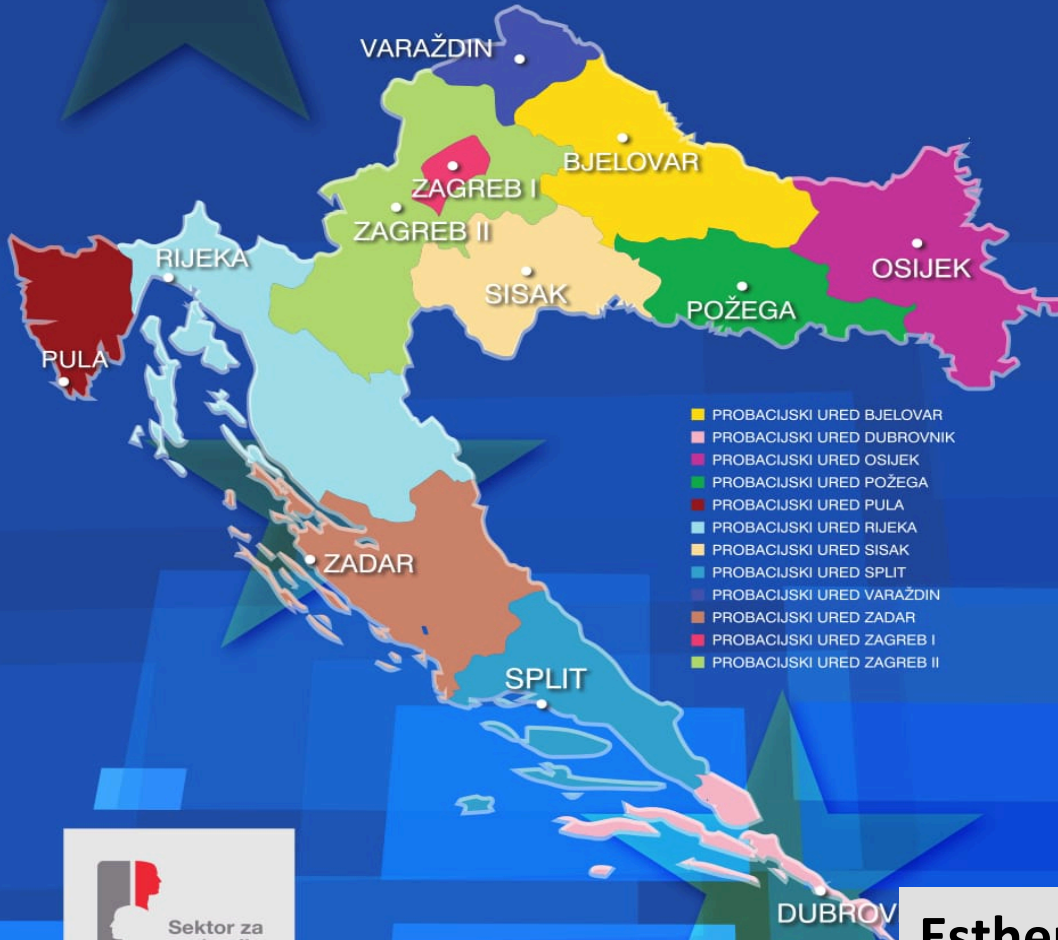 VARAŽDIN
BJELOVAR
ZAGREB I
ZAGREB II
RIJEKA
OSIJEK
SISAK
POŽEGA
PULA
PROBACIJSKI URED BJELOVAR
PROBACIJSKI URED DUBROVNIK
PROBACIJSKI URED OSIJEK
PROBACIJSKI URED POŽEGA
PROBACIJSKI URED PULA
PROBACIJSKI URED RIJEKA
PROBACIJSKI URED SISAK
PROBACIJSKI URED SPLIT
PROBACIJSKI URED VARAŽDIN
PROBACIJSKI URED ZADAR
PROBACIJSKI URED ZAGREB I
PROBACIJSKI URED ZAGREB II
ZADAR
SPLIT
DUBROV
Sektor za
Esther